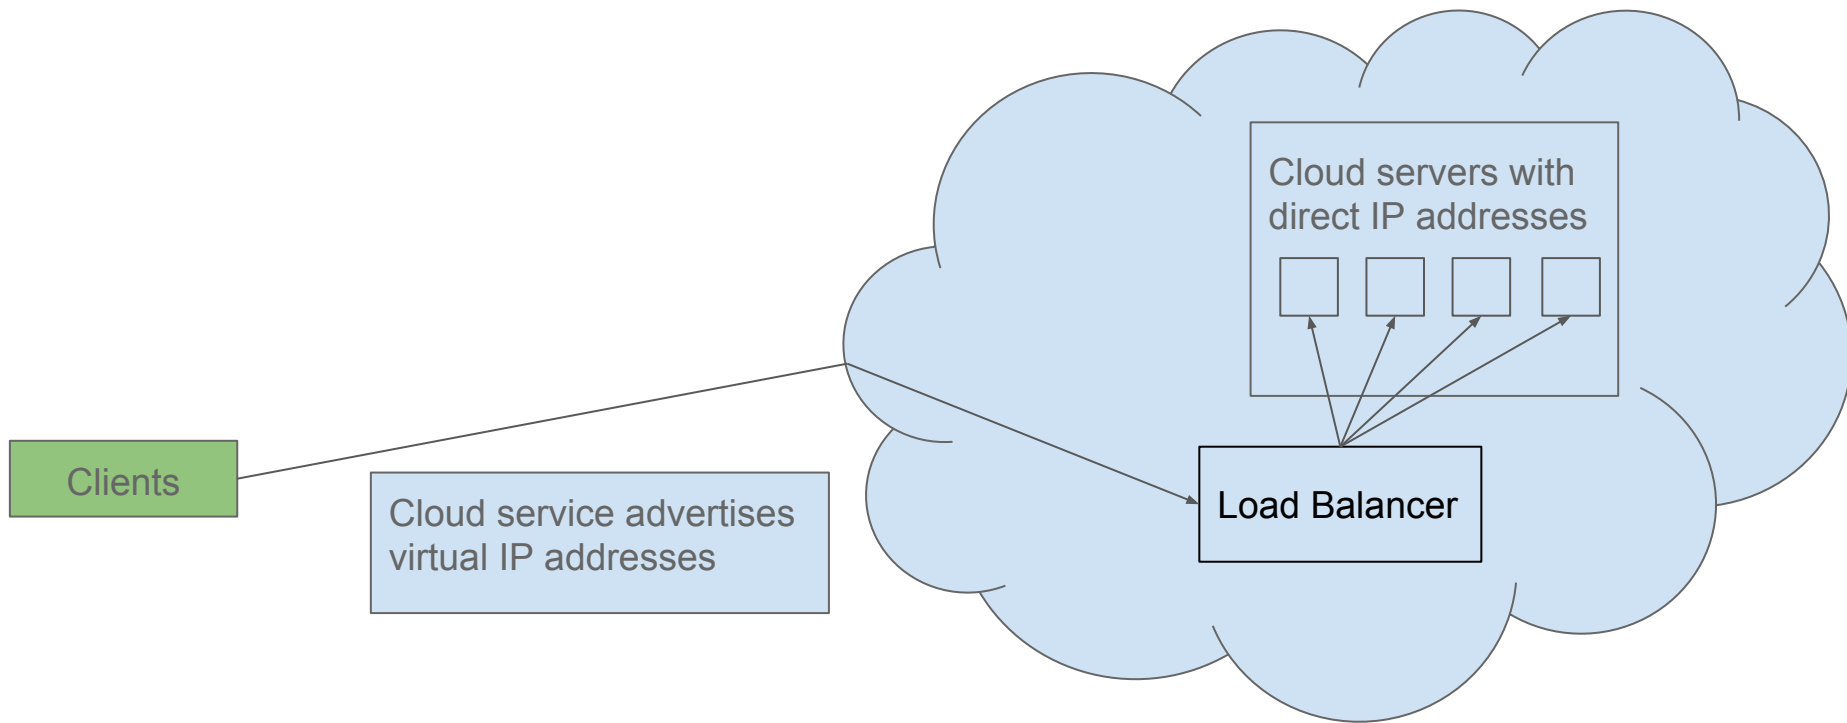 Cloud servers with
direct IP addresses
Clients
Cloud service advertises
virtual IP addresses
Load Balancer